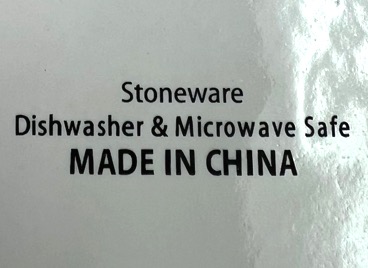 Stoneware
Dishwasher & Microwave Safe
MADE IN CHINA